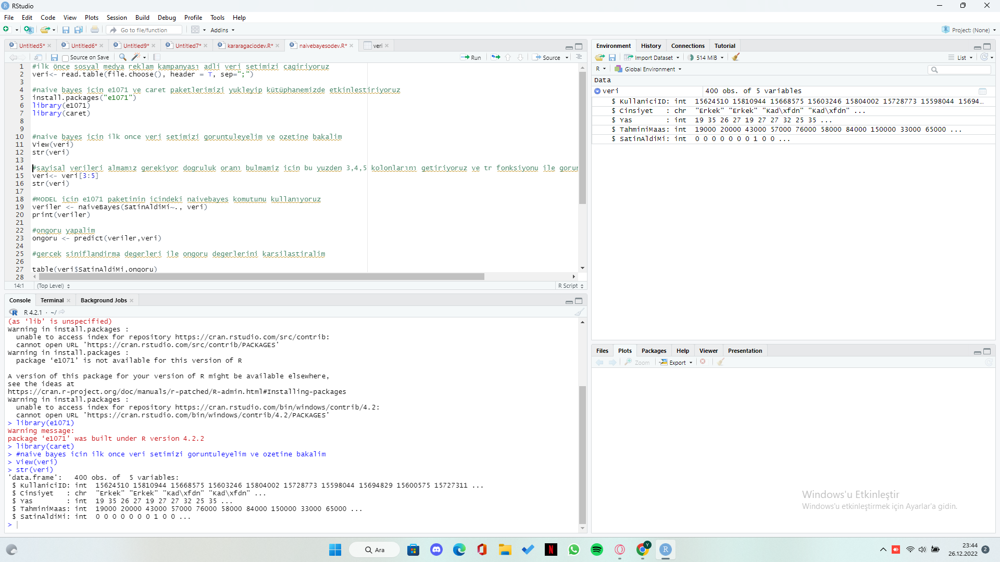 RStudio
File Edit Code View Plots Session Build Debug Profile Tools Help
Go to file/function Addins Project: (None)
Untitled5* Untitled6* Untitled9* Untitled7* kararagaciodev.R* naivebayesodev.R* veri
Source on Save Run Source
1 #ilk önce sosyal medya reklam kampanyası adli veri setimizi cagiriyoruz
2 veri<- read.table(file.choose(), header = T, sep=";")
3
4 #naive bayes icin e1071 ve caret paketlerimizi yukleyip kütüphanemizde etkinlestiriyoruz
5 install.packages("e1071")
6 library(e1071)
7 library(caret)
8
9
10 #naive bayes icin ilk once veri setimizi goruntuleyelim ve ozetine bakalim
11 View(veri)
12 str(veri)
13
14 #sayisal verileri almamız gerekiyor dogruluk oranı bulmamiz icin bu yuzden 3,4,5 kolonlarını getiriyoruz ve tr fonksiyonu ile gorun
15 veri<- veri[3:5]
16 str(veri)
17
18 #MODEL icin e1071 paketinin icindeki naivebayes komutunu kullanıyoruz
19 veriler <- naiveBayes(SatinAldiMi~., veri)
20 print(veriler)
21
22 #ongoru yapalim
23 ongoru <- predict(veriler,veri)
24
25 #gercek siniflandirma degerleri ile ongoru degerlerini karsilastiralim
26
27 table(veri$SatinAldiMi,ongoru)
28
14:1 (Top Level) R Script
Console Terminal Background Jobs
R 4.2.1 · ~/
(as ‘lib’ is unspecified)
Warning in install.packages :
unable to access index for repository https://cran.rstudio.com/src/contrib:
cannot open URL 'https://cran.rstudio.com/src/contrib/PACKAGES'
Warning in install.packages :
package ‘e1071’ is not available for this version of R
A version of this package for your version of R might be available elsewhere,
see the ideas at
https://cran.r-project.org/doc/manuals/r-patched/R-admin.html#Installing-packages
Warning in install.packages :
unable to access index for repository https://cran.rstudio.com/bin/windows/contrib/4.2:
cannot open URL 'https://cran.rstudio.com/bin/windows/contrib/4.2/PACKAGES'
> library(e1071)
Warning message:
package ‘e1071’ was built under R version 4.2.2
> library(caret)
> #naive bayes icin ilk once veri setimizi goruntuleyelim ve ozetine bakalim
> View(veri)
> str(veri)
'data.frame': 400 obs. of 5 variables:
$ KullaniciID: int 15624510 15810944 15668575 15603246 15804002 15728773 15598044 15694829 15600575 15727311 ...
$ Cinsiyet : chr "Erkek" "Erkek" "Kad\xfdn" "Kad\xfdn" ...
$ Yas : int 19 35 26 27 19 27 27 32 25 35 ...
$ TahminiMaas: int 19000 20000 43000 57000 76000 58000 84000 150000 33000 65000 ...
$ SatinAldiMi: int 0 0 0 0 0 0 0 1 0 0 ...
>
Environment History Connections Tutorial
Import Dataset 514 MiB List
R Global Environment
Data
veri 400 obs. of 5 variables
$ KullaniciID: int 15624510 15810944 15668575 15603246 15804002 15728773 15598044 15694…
$ Cinsiyet : chr "Erkek" "Erkek" "Kad\xfdn" "Kad\xfdn" ...
$ Yas : int 19 35 26 27 19 27 27 32 25 35 ...
$ TahminiMaas: int 19000 20000 43000 57000 76000 58000 84000 150000 33000 65000 ...
$ SatinAldiMi: int 0 0 0 0 0 0 0 1 0 0 ...
Files Plots Packages Help Viewer Presentation
Zoom Export
Windows'u Etkinleştir
Windows'u etkinleştirmek için Ayarlar'a gidin.
Ara
Y
N
R
23:44
26.12.2022
2